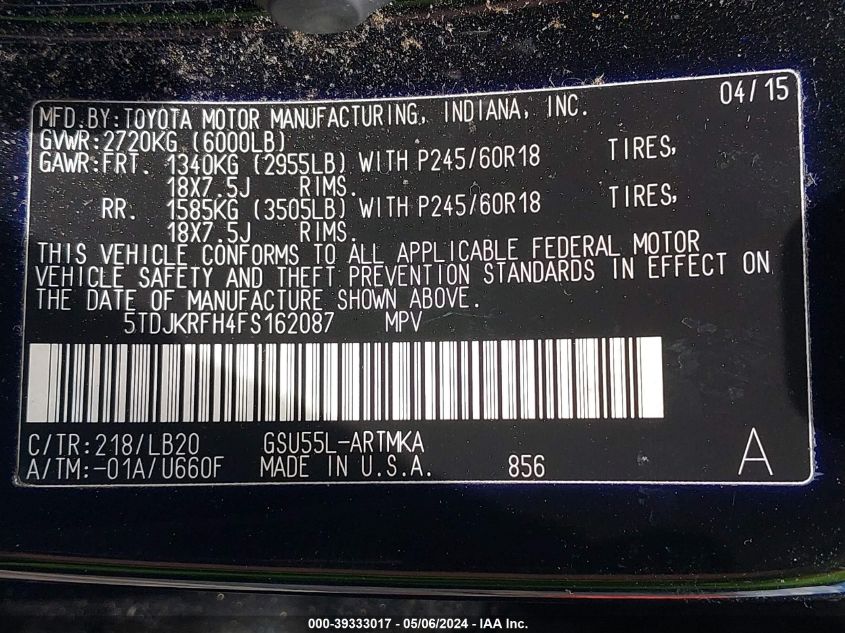 04/15
MFD.BY:TOYOTA MOTOR MANUFACTURING, INDIANA, INC.
GVWR:2720KG (6000LB)
GAWR:FRT. 1340KG (2955LB) WITH P245/60R18 TIRES,
18X7.5J RIMS.
RR. 1585KG (3505LB) WITH P245/60R18 TIRES,
18X7.5J RIMS.
THIS VEHICLE CONFORMS TO ALL APPLICABLE FEDERAL MOTOR
VEHICLE SAFETY AND THEFT PREVENTION STANDARDS IN EFFECT ON
THE DATE OF MANUFACTURE SHOWN ABOVE.
5TDJKRFH4FS162087 MPV
C/TR:218/LB20 GSU55L-ARTMKA
A/TM:-01A/U660F MADE IN U.S.A. 856 A
000-39333017 - 05/06/2024 - IAA Inc.